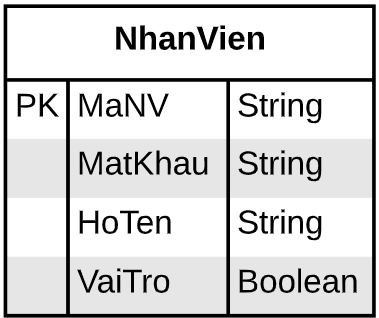 NhanVien
PK MaNV String
MatKhau String
HoTen String
VaiTro Boolean